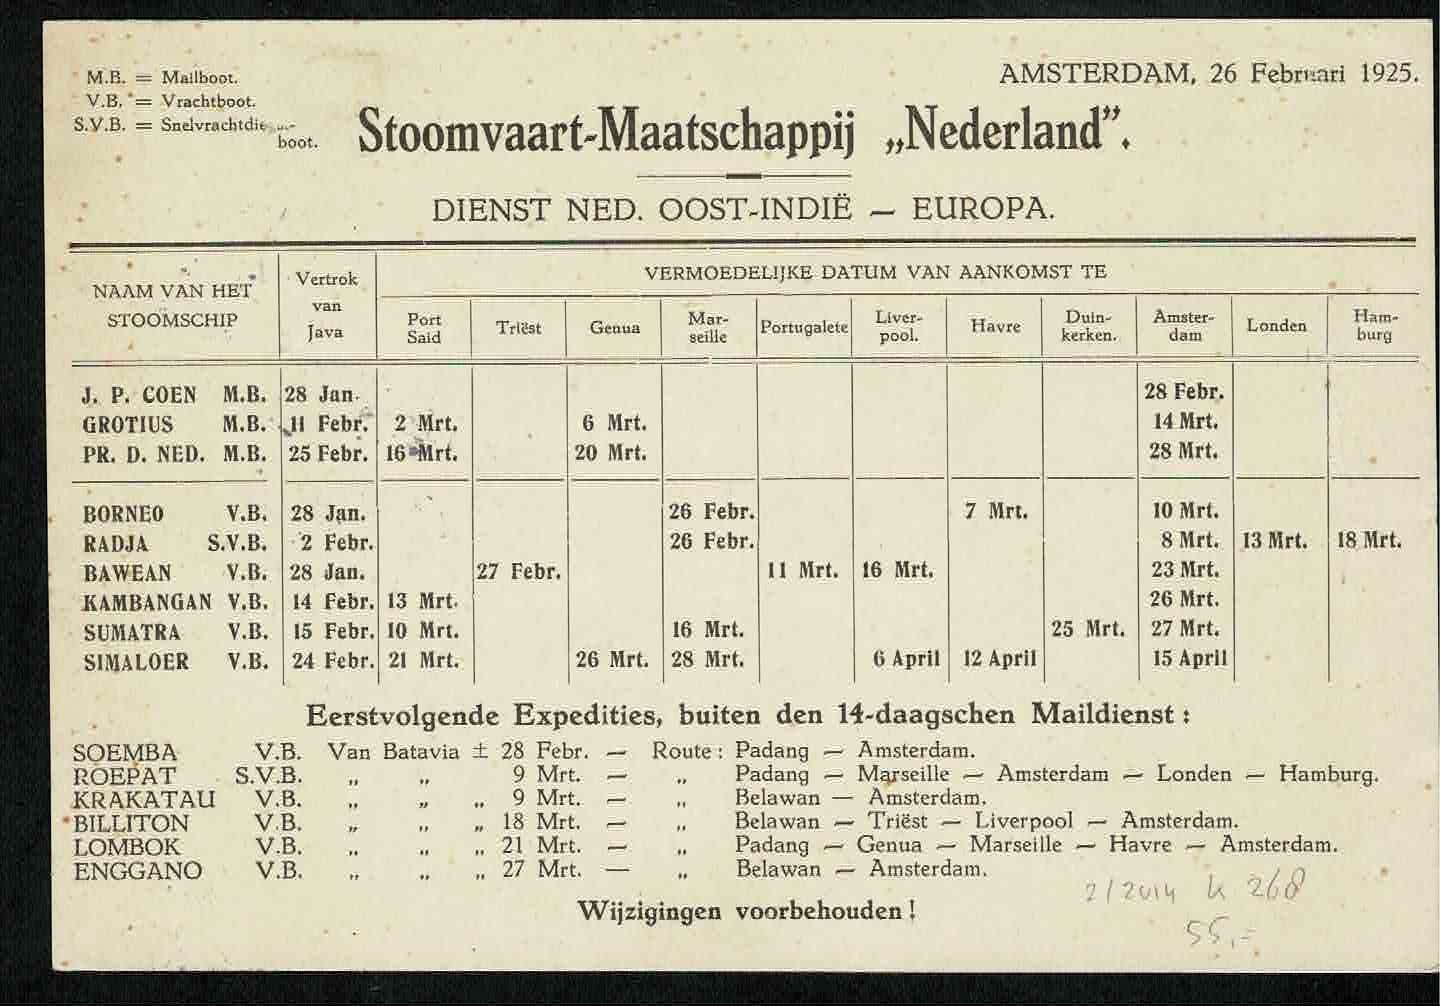 M.B. = Mailboot.
V.B. = Vrachtboot.
S.V.B. = Snelvrachtdie...-
boot.
AMSTERDAM, 26 Februari 1925.
Stoomvaart-Maatschappij „Nederland”.
DIENST NED. OOST-INDIË — EUROPA.
NAAM VAN HET STOOMSCHIP Vertrok van Java VERMOEDELIJKE DATUM VAN AANKOMST TE
Port Said Triëst Genua Mar-seille Portugalete Liver-pool. Havre Duin-kerken. Amster-dam Londen Ham-burg
J. P. COEN M.B. 28 Jan. 28 Febr.
GROTIUS M.B. 11 Febr. 2 Mrt. 6 Mrt. 14 Mrt.
PR. D. NED. M.B. 25 Febr. 16 Mrt. 20 Mrt. 28 Mrt.
BORNEO V.B. 28 Jan. 26 Febr. 7 Mrt. 10 Mrt.
RADJA S.V.B. 2 Febr. 26 Febr. 8 Mrt. 13 Mrt. 18 Mrt.
BAWEAN V.B. 28 Jan. 27 Febr. 11 Mrt. 16 Mrt. 23 Mrt.
KAMBANGAN V.B. 14 Febr. 13 Mrt. 26 Mrt.
SUMATRA V.B. 15 Febr. 10 Mrt. 16 Mrt. 25 Mrt. 27 Mrt.
SIMALOER V.B. 24 Febr. 21 Mrt. 26 Mrt. 28 Mrt. 6 April 12 April 15 April
Eerstvolgende Expedities, buiten den 14-daagschen Maildienst :
SOEMBA V.B. Van Batavia ± 28 Febr. — Route : Padang — Amsterdam.
ROEPAT S.V.B. „ „ 9 Mrt. — „ Padang — Marseille — Amsterdam — Londen — Hamburg.
KRAKATAU V.B. „ „ „ 9 Mrt. — „ Belawan — Amsterdam.
BILLITON V.B. „ „ „ 18 Mrt. — „ Belawan — Triëst — Liverpool — Amsterdam.
LOMBOK V.B. „ „ „ 21 Mrt. — „ Padang — Genua — Marseille — Havre — Amsterdam.
ENGGANO V.B. „ „ „ 27 Mrt. — „ Belawan — Amsterdam.
Wijzigingen voorbehouden !
2/2014 k 268
55,=